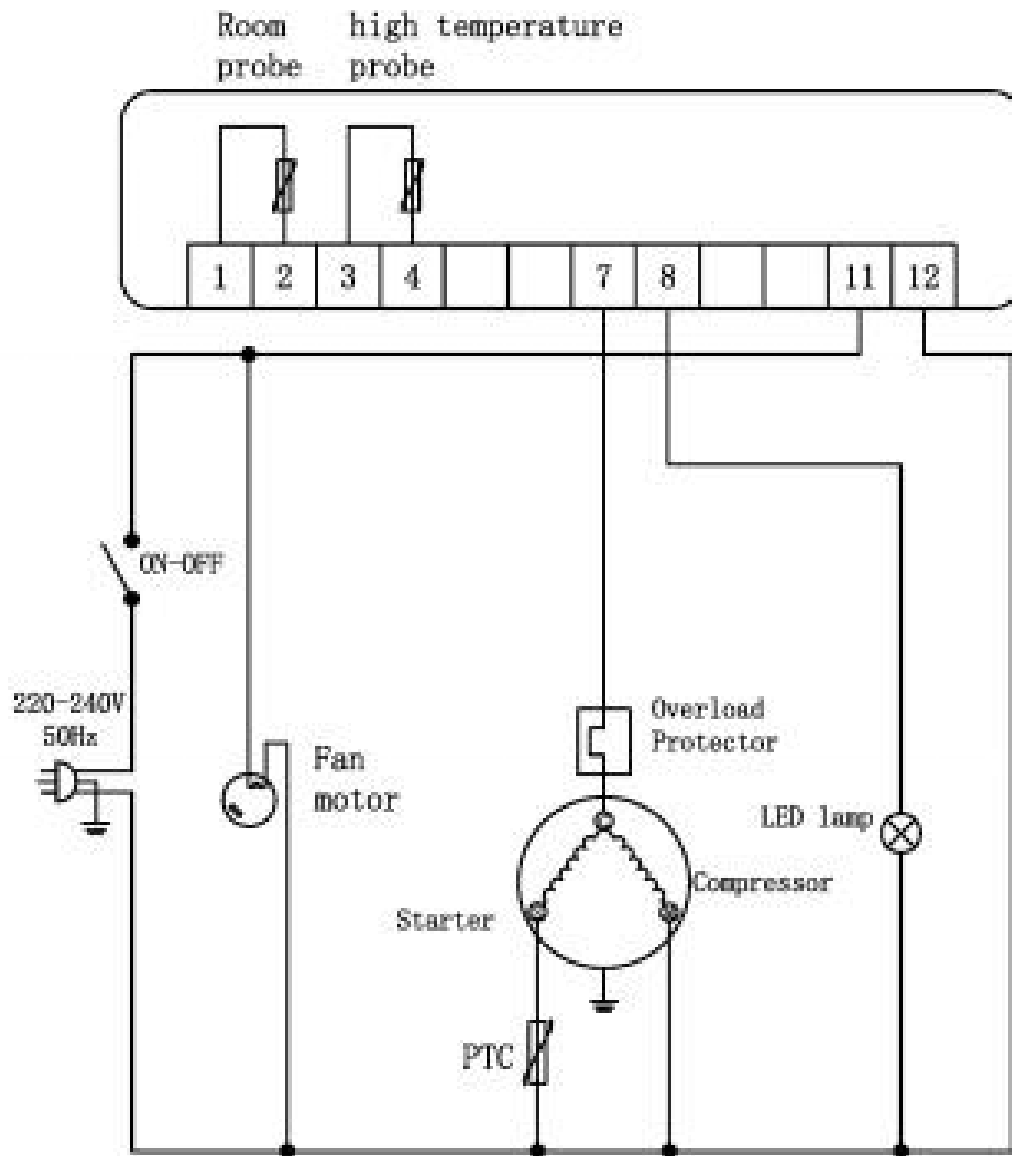 Room
probe
high temperature
probe
1 2 3 4 7 8 11 12
ON-OFF
220-240V
50Hz
Fan
motor
Overload
Protector
LED lamp
Compressor
Starter
PTC